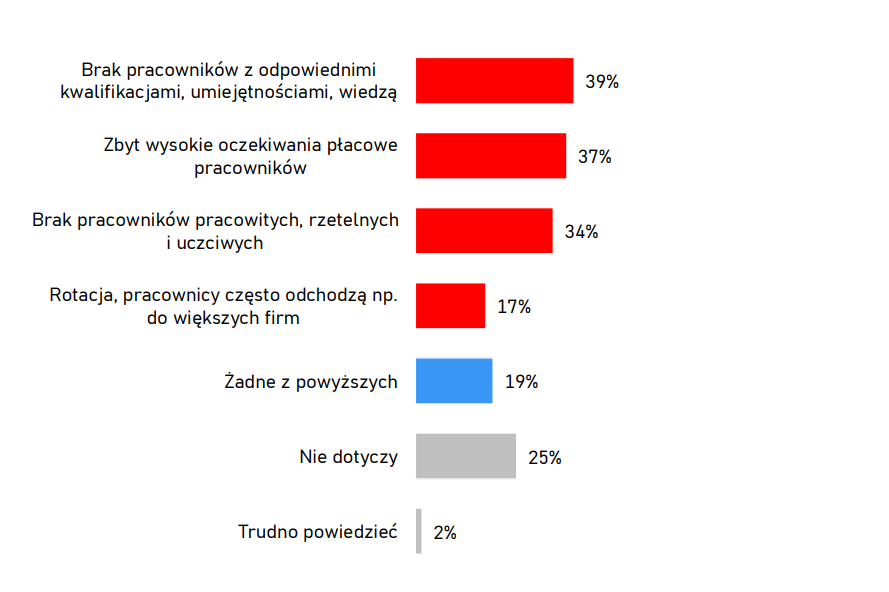 Brak pracowników z odpowiednimi
kwalifikacjami, umiejętnościami, wiedzą
39%
Zbyt wysokie oczekiwania płacowe
pracowników
37%
Brak pracowników pracowitych, rzetelnych
i uczciwych
34%
Rotacja, pracownicy często odchodzą np.
do większych firm
17%
Żadne z powyższych
19%
Nie dotyczy
25%
Trudno powiedzieć
2%